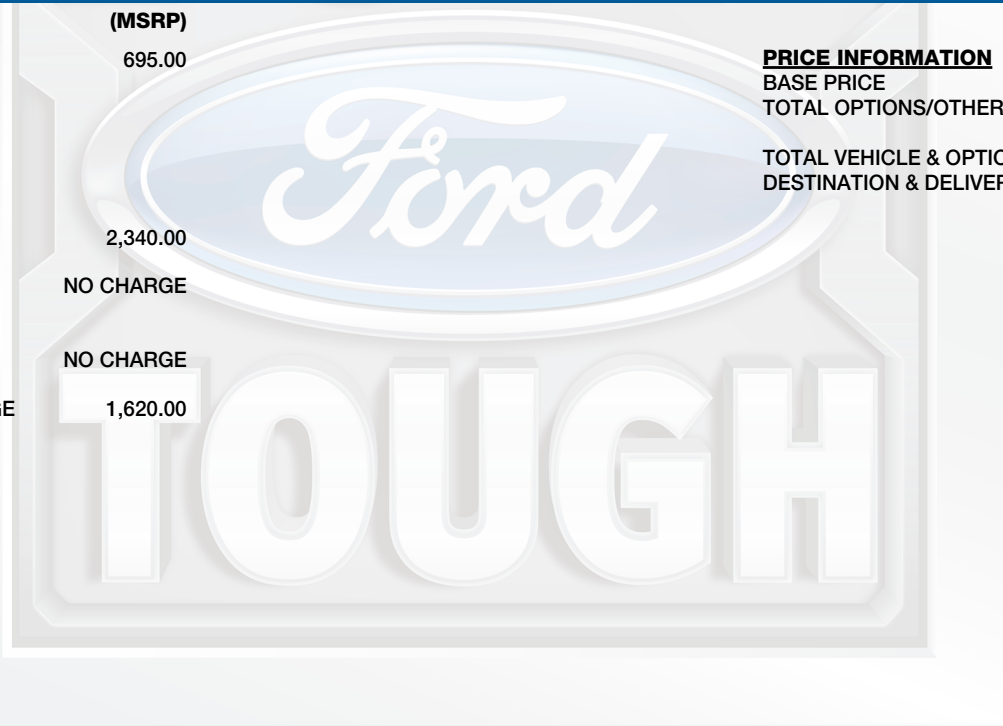 (MSRP)
695.00
2,340.00
NO CHARGE
NO CHARGE
1,620.00
PRICE INFORMATION
BASE PRICE
TOTAL OPTIONS/OTHER
TOTAL VEHICLE & OPTIO
DESTINATION & DELIVER
Ford
TOUGH